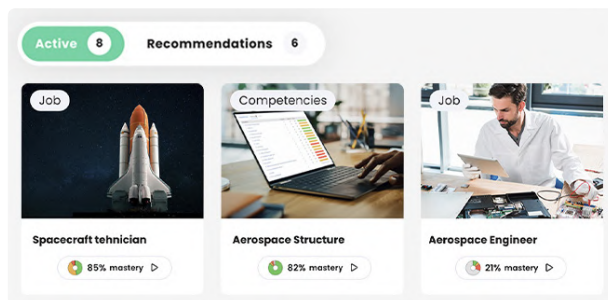 Active 8 Recommendations 6
Job Competencies Job
Spacecraft tehnician Aerospace Structure Aerospace Engineer
85% mastery 82% mastery 21% mastery